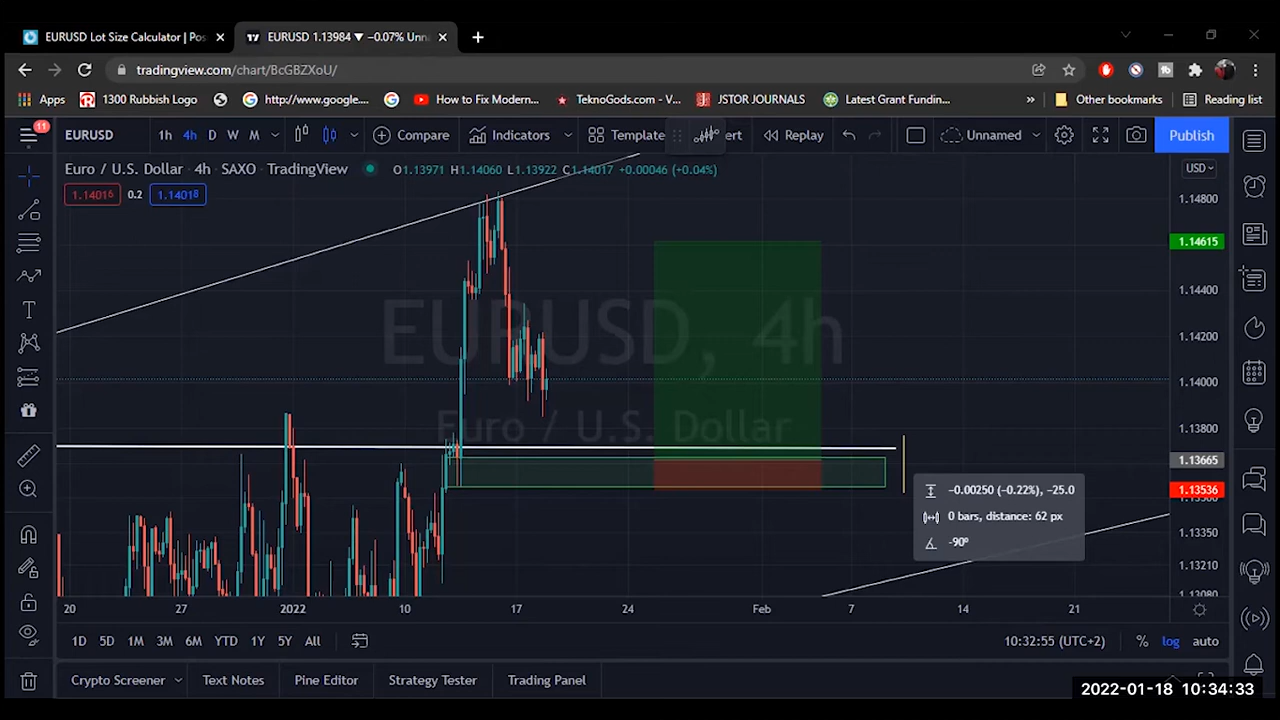 EURUSD Lot Size Calculator | Pos
EURUSD 1.13984 ▼ −0.07% Unn
tradingview.com/chart/BcGBZXoU/
Apps
1300 Rubbish Logo
http://www.google....
How to Fix Modern...
TeknoGods.com - V...
JSTOR JOURNALS
Latest Grant Fundin...
»
Other bookmarks
Reading list
11
EURUSD
1h 4h D W M
Compare
Indicators
Template
ert
Replay
Unnamed
Publish
Euro / U.S. Dollar · 4h · SAXO · TradingView
O1.13971 H1.14060 L1.13922 C1.14017 +0.00046 (+0.04%)
USD
1.14016 0.2 1.14018
1.14800
1.14615
1.14400
1.14200
1.14000
1.13800
1.13665
1.13536
1.13350
1.13210
1.13080
EURUSD, 4h
Euro / U.S. Dollar
−0.00250 (−0.22%), −25.0
0 bars, distance: 62 px
-90º
20 27 2022 10 17 24 Feb 7 14 21
1D 5D 1M 3M 6M YTD 1Y 5Y All
10:32:55 (UTC+2) % log auto
Crypto Screener
Text Notes
Pine Editor
Strategy Tester
Trading Panel
2022-01-18 10:34:33